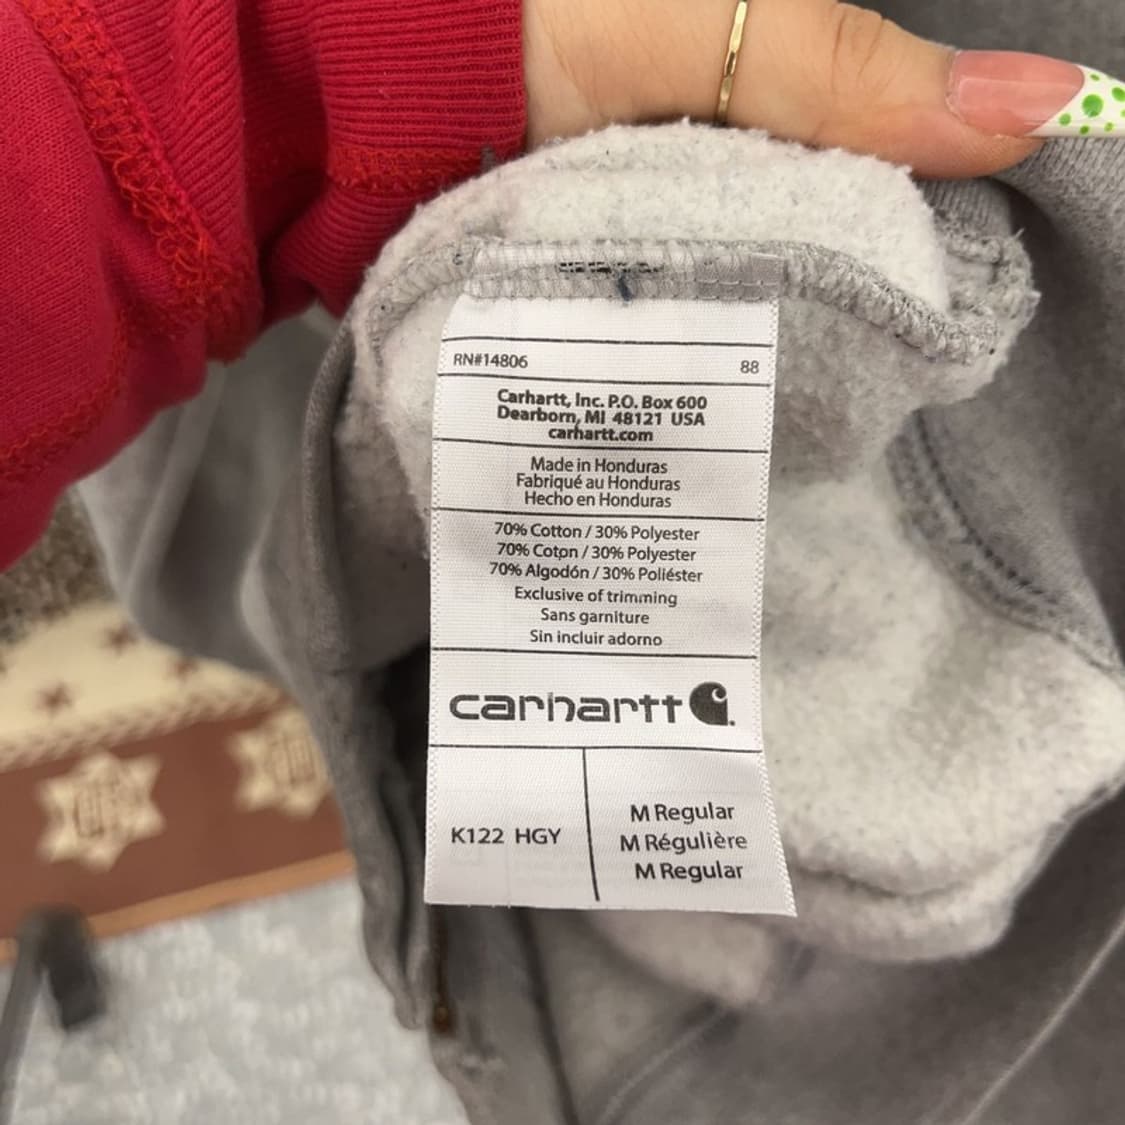 RN#14806 88
Carhartt, Inc. P.O. Box 600
Dearborn, MI 48121 USA
carhartt.com
Made in Honduras
Fabriqué au Honduras
Hecho en Honduras
70% Cotton / 30% Polyester
70% Cotpn / 30% Polyester
70% Algodón / 30% Poliéster
Exclusive of trimming
Sans garniture
Sin incluir adorno
carhartt
K122 HGY
M Regular
M Régulière
M Regular